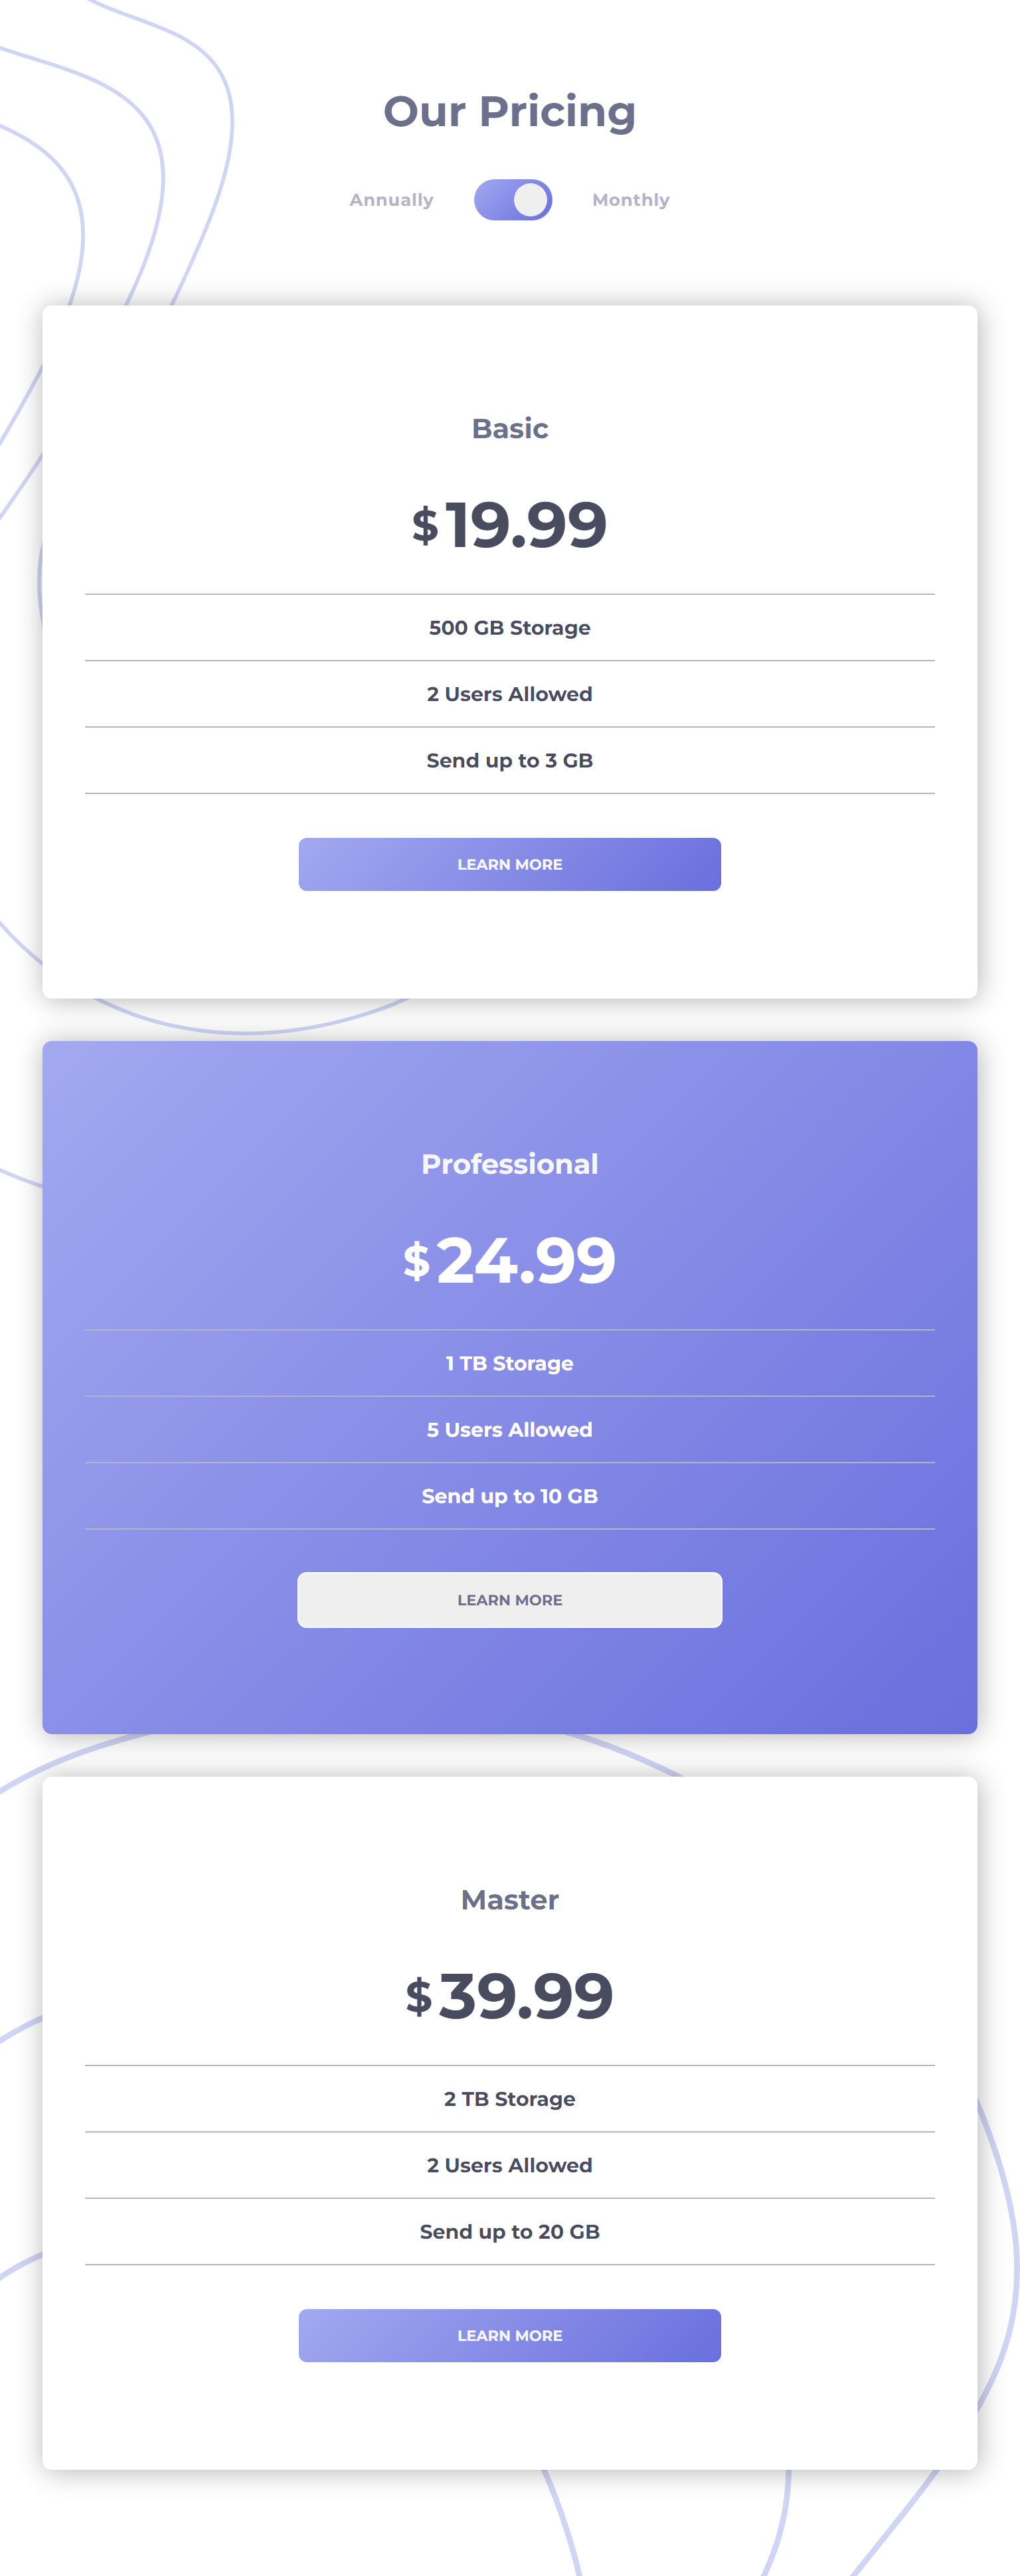 Our Pricing
Annually Monthly
Basic
$19.99
500 GB Storage
2 Users Allowed
Send up to 3 GB
LEARN MORE
Professional
$24.99
1 TB Storage
5 Users Allowed
Send up to 10 GB
LEARN MORE
Master
$39.99
2 TB Storage
2 Users Allowed
Send up to 20 GB
LEARN MORE